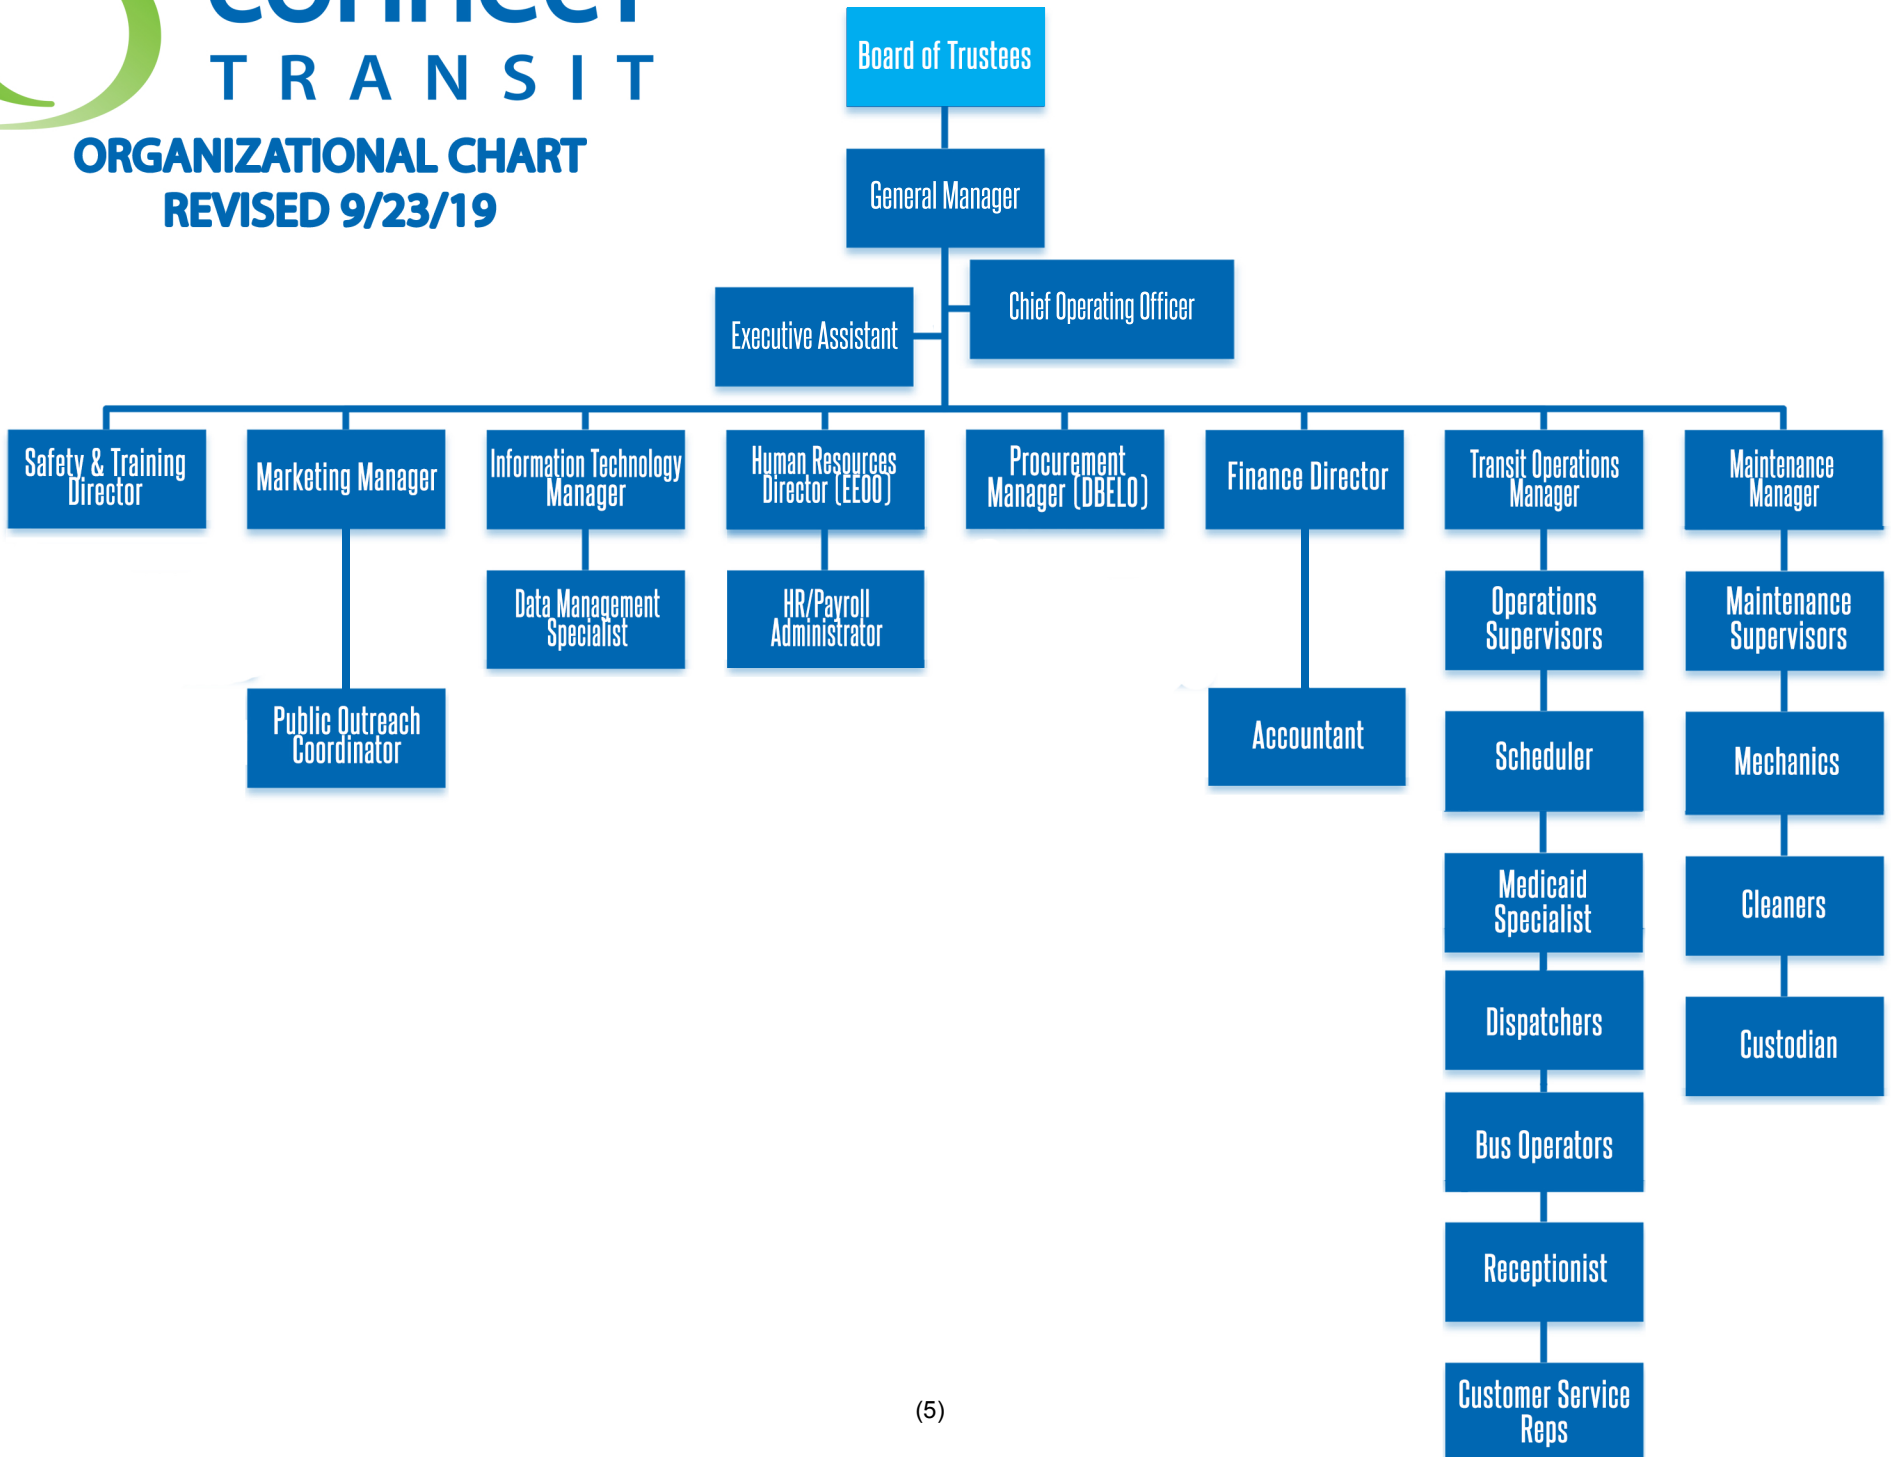 connect
TRANSIT
ORGANIZATIONAL CHART
REVISED 9/23/19
Board of Trustees
General Manager
Chief Operating Officer
Executive Assistant
Safety & Training
Director
Marketing Manager
Information Technology
Manager
Human Resources
Director (EEOO)
Procurement
Manager (DBELO)
Finance Director
Transit Operations
Manager
Maintenance
Manager
Data Management
Specialist
HR/Payroll
Administrator
Operations
Supervisors
Maintenance
Supervisors
Public Outreach
Coordinator
Accountant
Scheduler
Mechanics
Medicaid
Specialist
Cleaners
Dispatchers
Custodian
Bus Operators
Receptionist
Customer Service
Reps
(5)